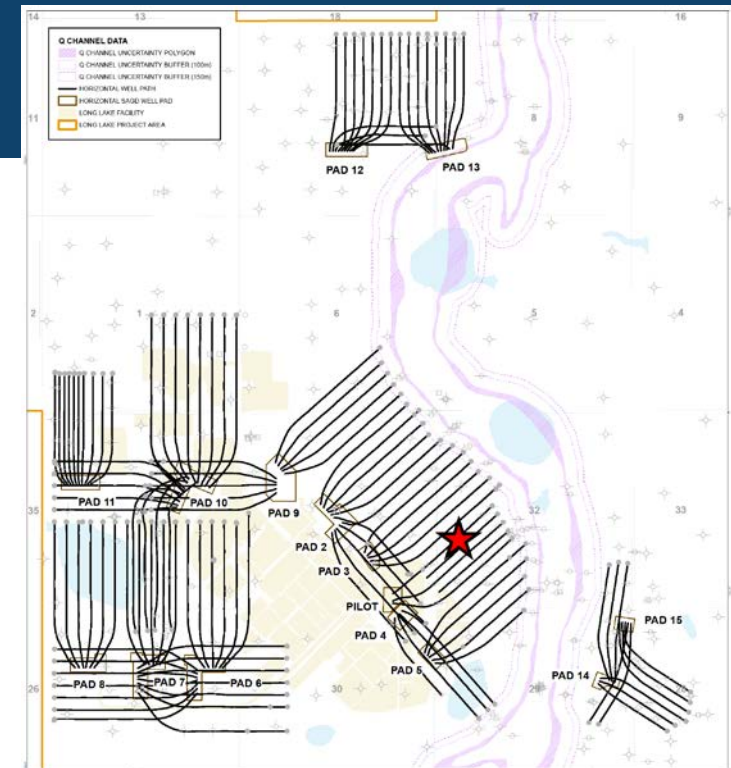 14 13 18 17 16
Q CHANNEL DATA
Q CHANNEL UNCERTAINTY POLYGON
Q CHANNEL UNCERTAINTY BUFFER (100m)
Q CHANNEL UNCERTAINTY BUFFER (150m)
HORIZONTAL WELL PATH
HORIZONTAL SAGD WELL PAD
LONG LAKE FACILITY
LONG LAKE PROJECT AREA
11 8 9
PAD 12 PAD 13
2 1 6 5 4
PAD 11 PAD 10 PAD 9
35 32 33
PAD 2
PAD 3
PILOT
PAD 4
PAD 15
PAD 5
PAD 14
PAD 8 PAD 7 PAD 6
26 30 29 28